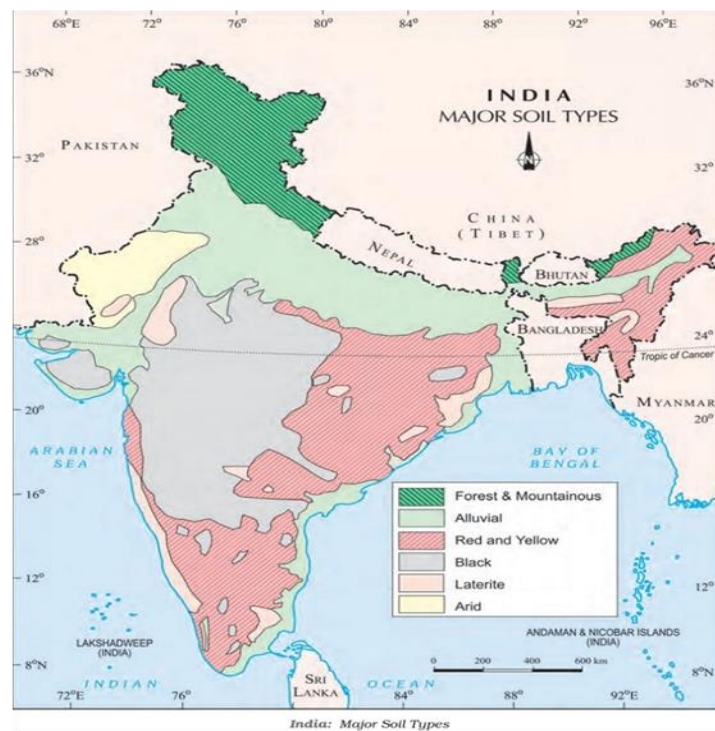 68°E 72° 76° 80° 84° 88° 92° 96°
36°N
36°N
INDIA
MAJOR SOIL TYPES
N
PAKISTAN
32°
32°
CHINA
(TIBET)
NEPAL
28°
28°
BHUTAN
BANGLADESH
24°
24°
Tropic of Cancer
MYANMAR
20°
20°
ARABIAN
SEA
BAY OF
BENGAL
16°
Forest & Mountainous
Alluvial
Red and Yellow
Black
Laterite
Arid
12°
12°
LAKSHADWEEP
(INDIA)
ANDAMAN & NICOBAR ISLANDS
(INDIA)
8°N
8°N
0 200 400 600 km
SRI
LANKA
INDIAN OCEAN
72°E 76° 84° 88° 92°E
India: Major Soil Types